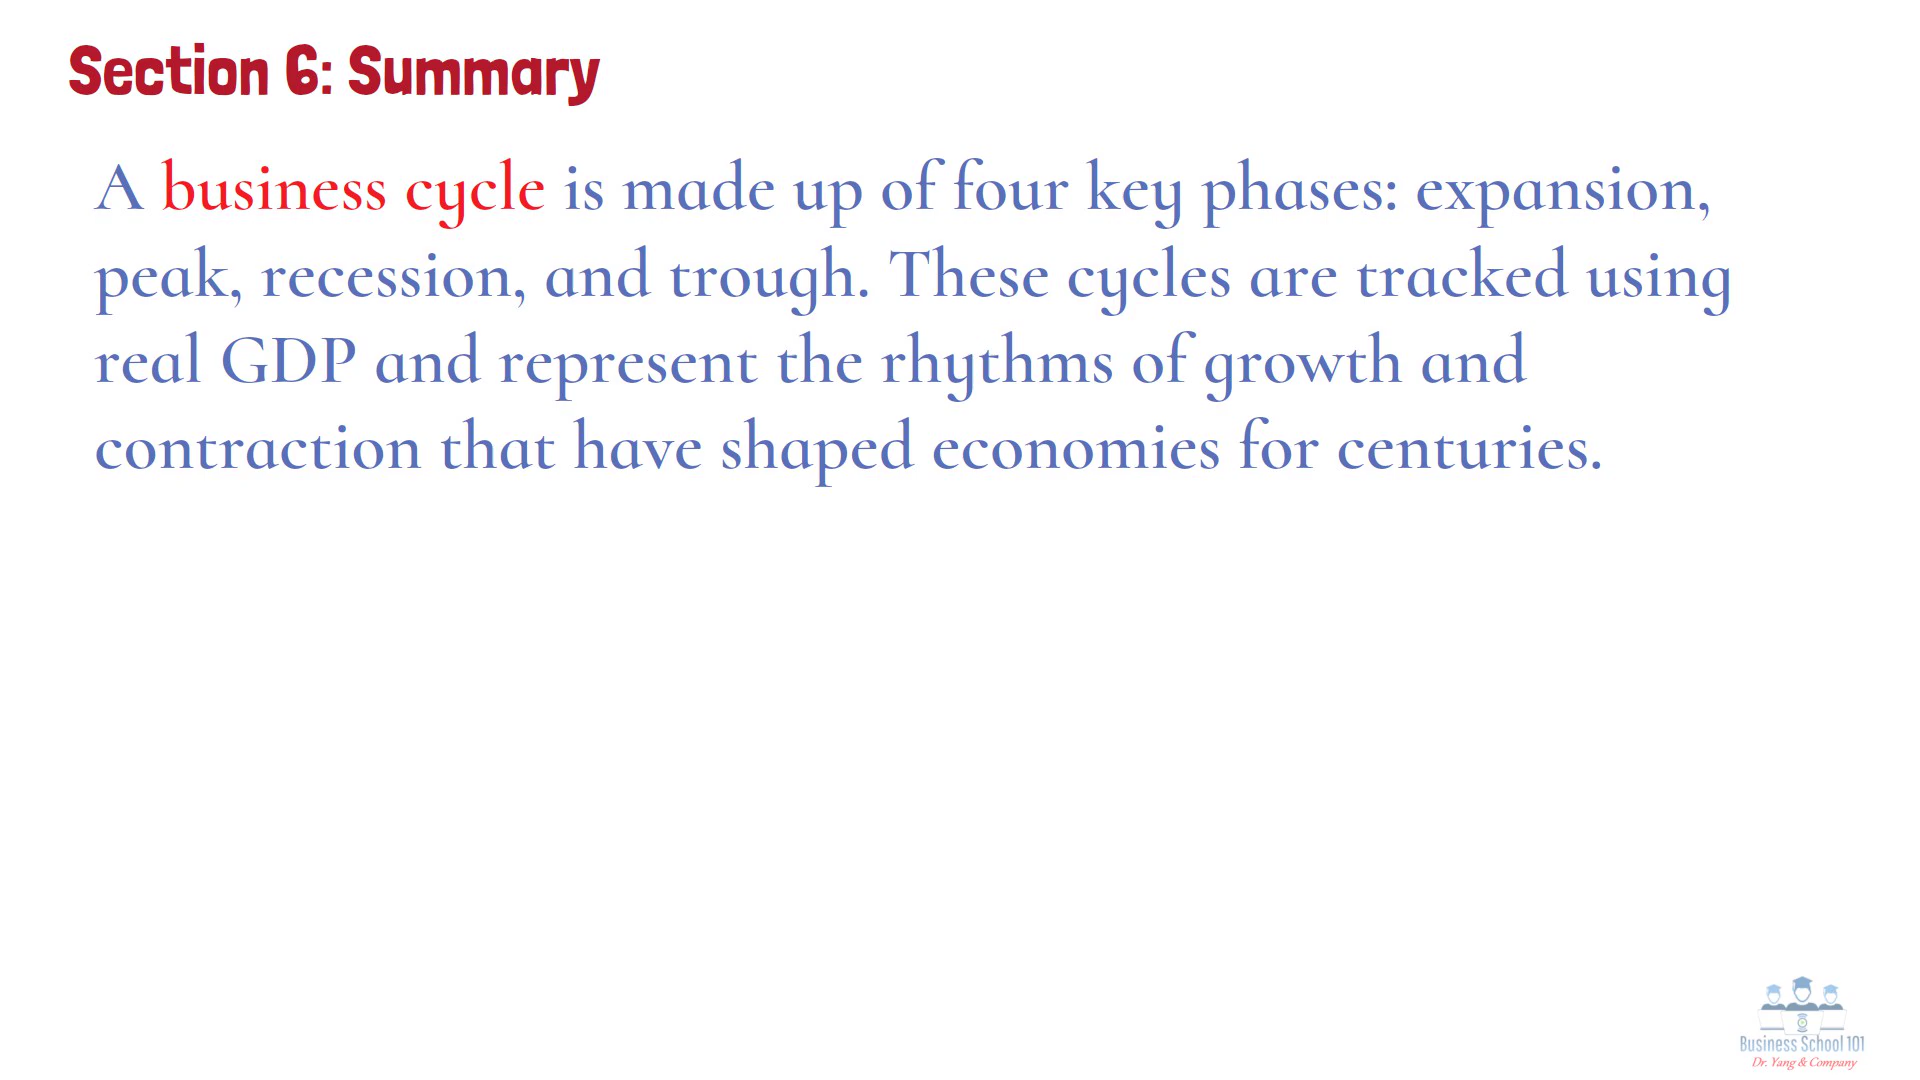 Section 6: Summary
A business cycle is made up of four key phases: expansion,
peak, recession, and trough. These cycles are tracked using
real GDP and represent the rhythms of growth and
contraction that have shaped economies for centuries.
Business School 101
Dr. Yang & Company